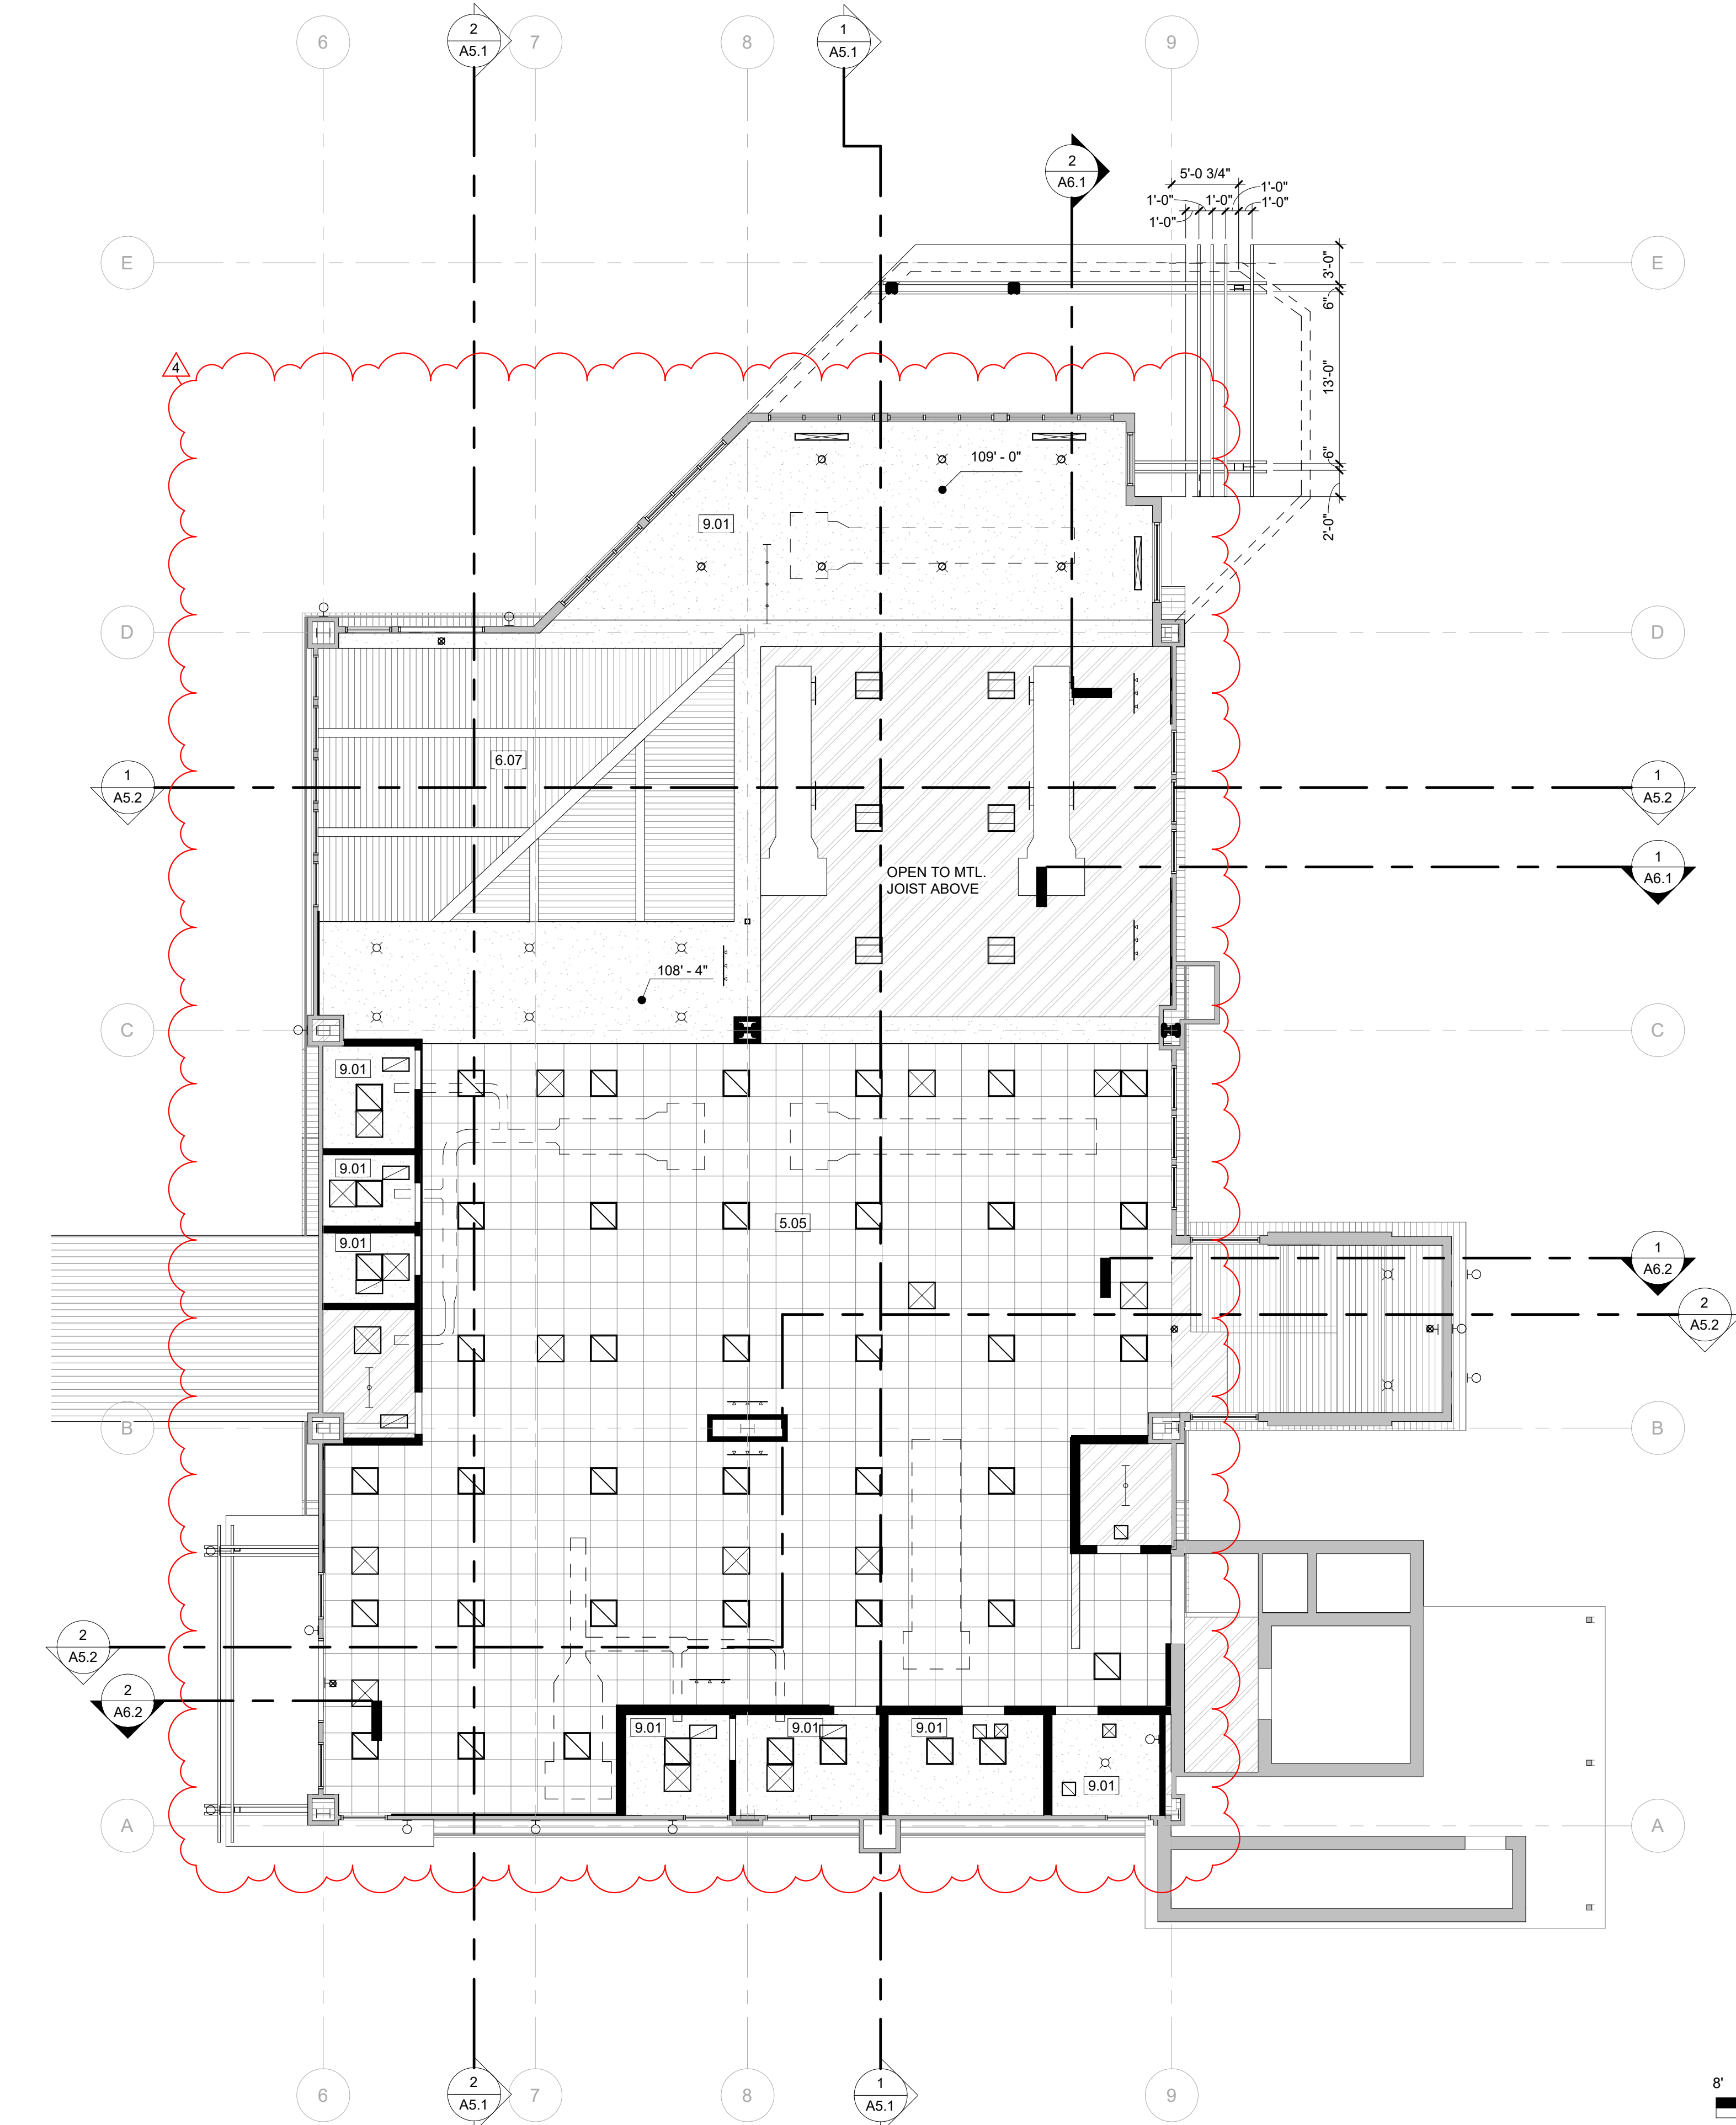 6
2
A5.1
7
8
1
A5.1
9
2
A6.1
5'-0 3/4"
1'-0"
1'-0"
1'-0"
1'-0"
1'-0"
E
E
3'-0"
6"
13'-0"
6"
2'-0"
4
109' - 0"
9.01
D
D
6.07
1
A5.2
1
A5.2
OPEN TO MTL.
JOIST ABOVE
1
A6.1
108' - 4"
C
C
9.01
9.01
5.05
9.01
1
A6.2
2
A5.2
B
B
2
A5.2
2
A6.2
9.01
9.01
9.01
9.01
A
A
6
2
A5.1
7
8
1
A5.1
9
8'